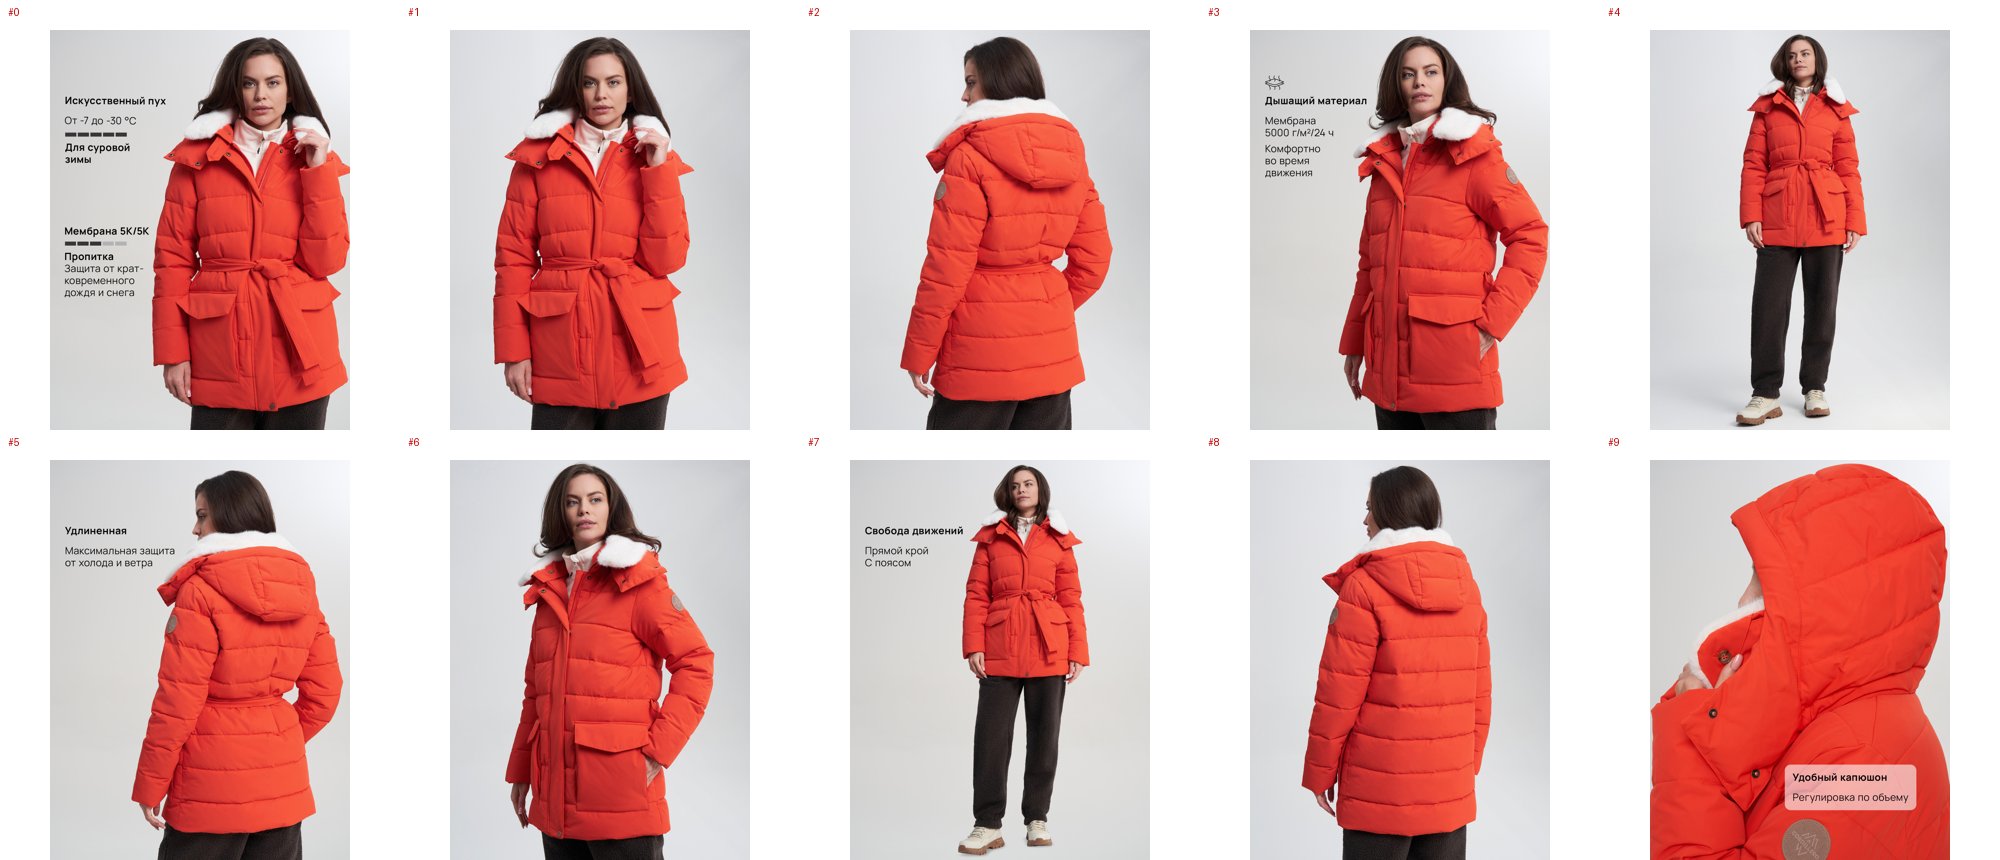 #0
#1
#2
#3
#4
Искусственный пух
От -7 до -30 °C
Для суровой
зимы
Мембрана 5K/5K
Пропитка
Защита от крат-
ковременного
дождя и снега
Дышащий материал
Мембрана
5000 г/м²/24 ч
Комфортно
во время
движения
#5
#6
#7
#8
#9
Удлиненная
Максимальная защита
от холода и ветра
Свобода движений
Прямой крой
С поясом
Удобный капюшон
Регулировка по объему